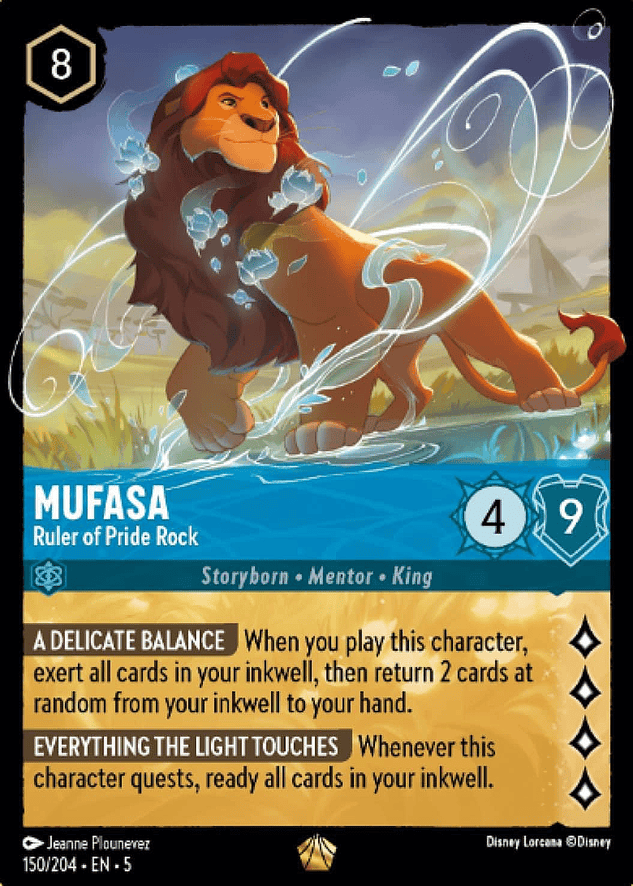 8
MUFASA
Ruler of Pride Rock
4
9
Storyborn • Mentor • King
A DELICATE BALANCE When you play this character,
exert all cards in your inkwell, then return 2 cards at
random from your inkwell to your hand.
EVERYTHING THE LIGHT TOUCHES Whenever this
character quests, ready all cards in your inkwell.
Jeanne Plounevez
150/204 • EN • 5
Disney Lorcana ©Disney